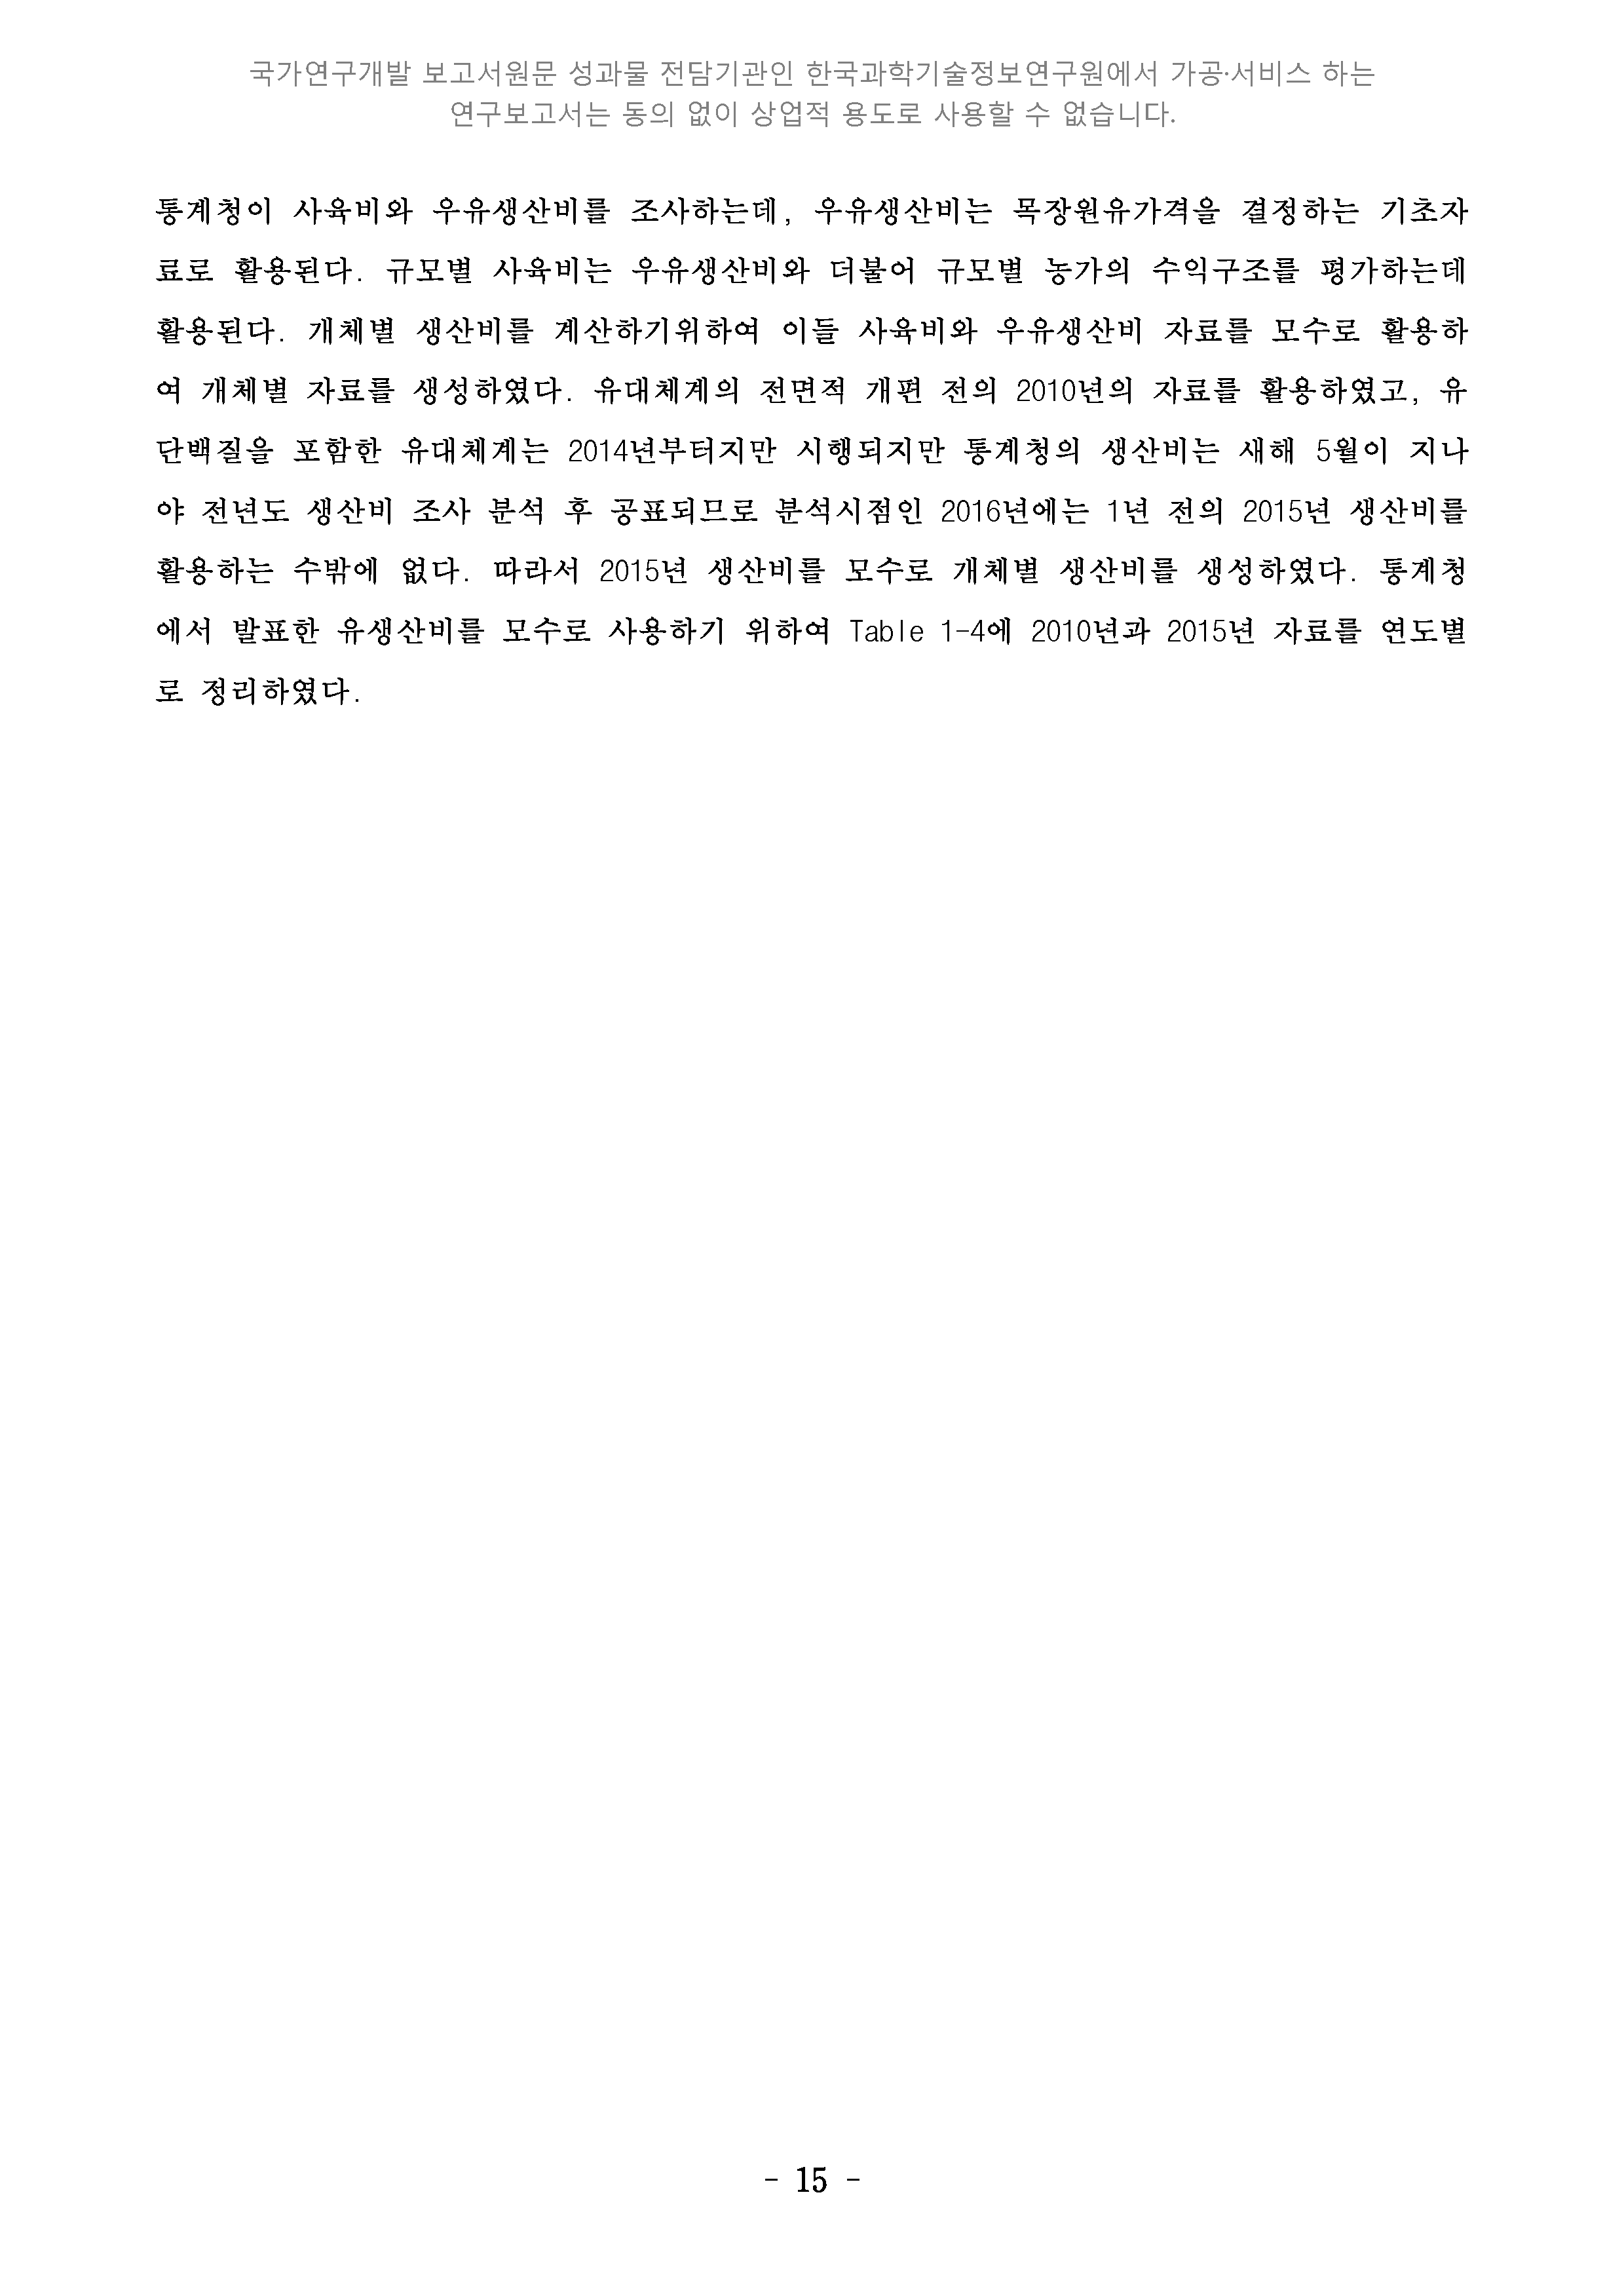 국가연구개발 보고서원문 성과물 전담기관인 한국과학기술정보연구원에서 가공·서비스 하는
연구보고서는 동의 없이 상업적 용도로 사용할 수 없습니다.
통계청이 사육비와 우유생산비를 조사하는데, 우유생산비는 목장원유가격을 결정하는 기초자
료로 활용된다. 규모별 사육비는 우유생산비와 더불어 규모별 농가의 수익구조를 평가하는데
활용된다. 개체별 생산비를 계산하기위하여 이들 사육비와 우유생산비 자료를 모수로 활용하
여 개체별 자료를 생성하였다. 유대체계의 전면적 개편 전의 2010년의 자료를 활용하였고, 유
단백질을 포함한 유대체계는 2014년부터지만 시행되지만 통계청의 생산비는 새해 5월이 지나
야 전년도 생산비 조사 분석 후 공표되므로 분석시점인 2016년에는 1년 전의 2015년 생산비를
활용하는 수밖에 없다. 따라서 2015년 생산비를 모수로 개체별 생산비를 생성하였다. 통계청
에서 발표한 유생산비를 모수로 사용하기 위하여 Table 1-4에 2010년과 2015년 자료를 연도별
로 정리하였다.
- 15 -